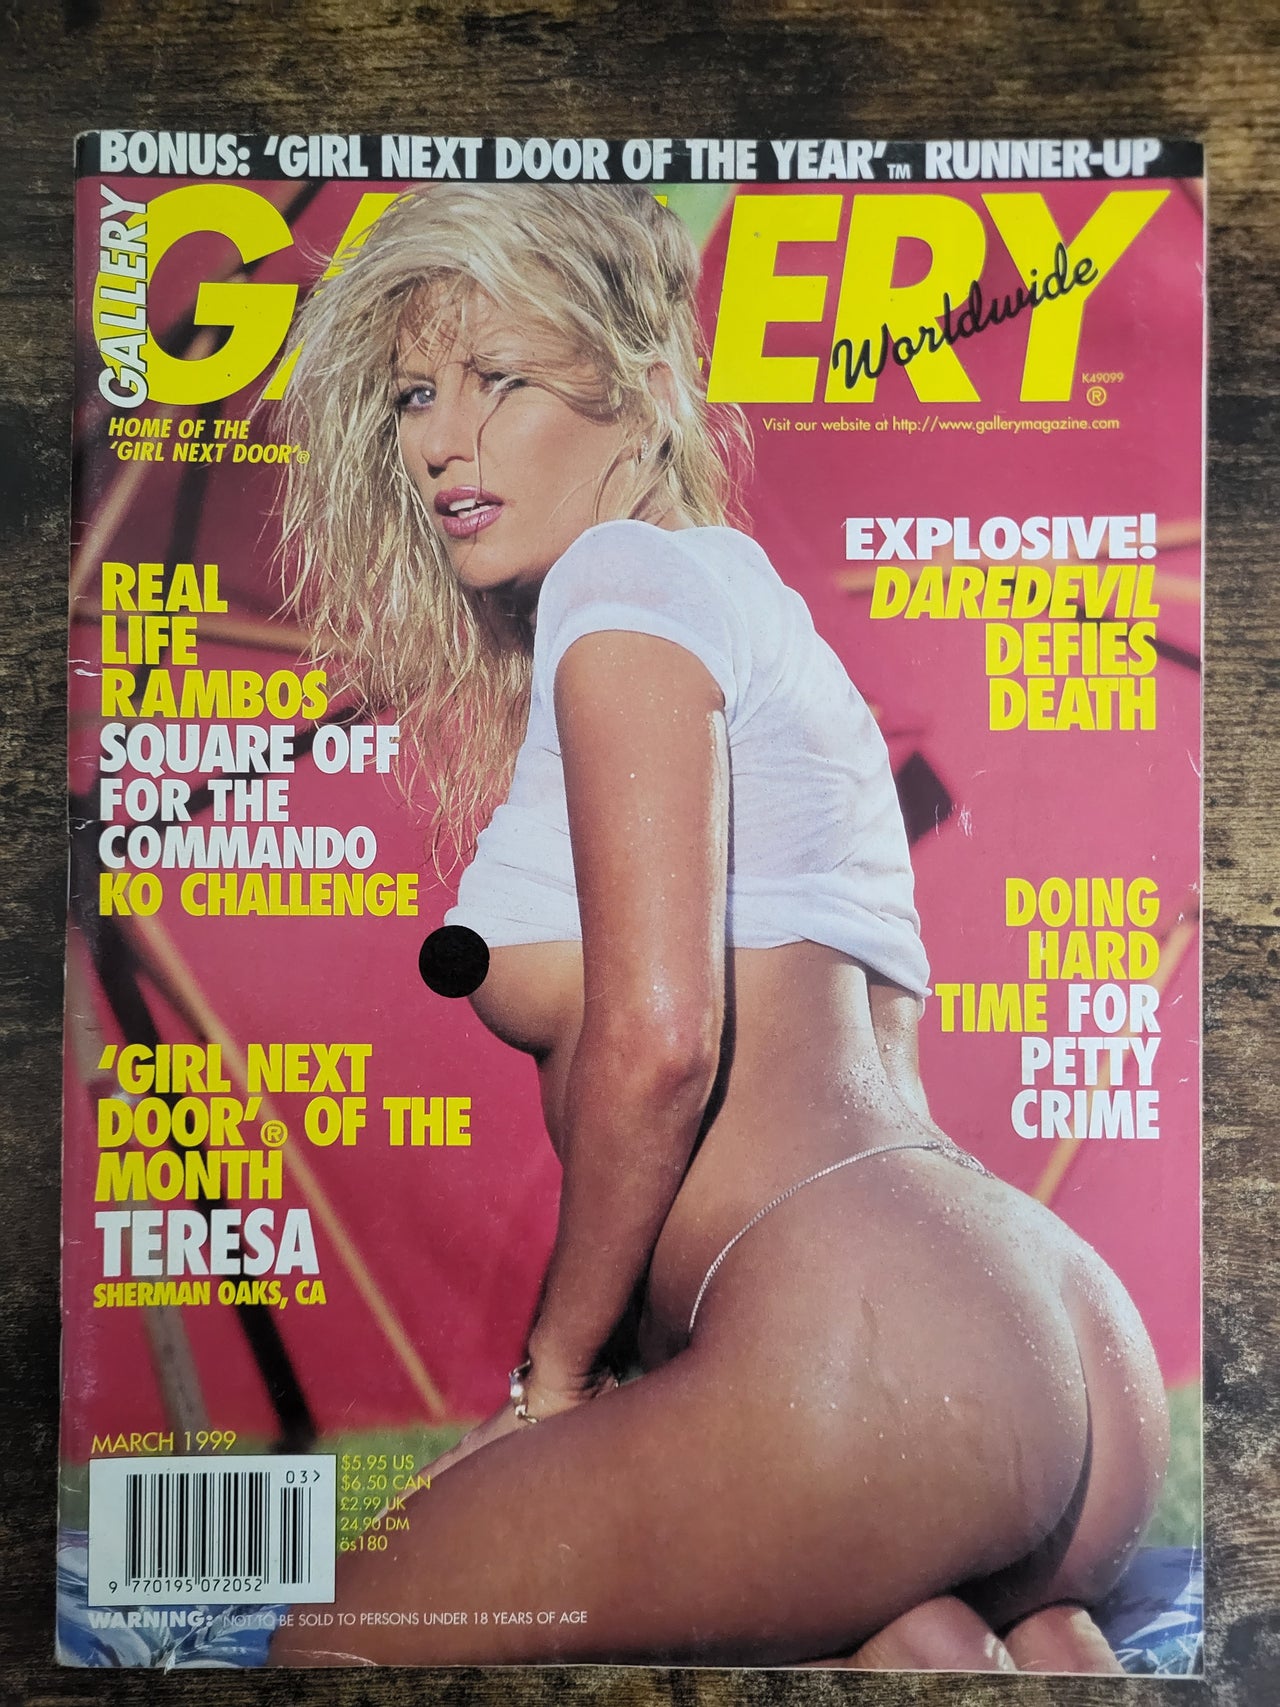 BONUS: 'GIRL NEXT DOOR OF THE YEAR'™ RUNNER-UP
GALLERY
GALLERY
Worldwide
K49099
®
Visit our website at http://www.gallerymagazine.com
HOME OF THE
'GIRL NEXT DOOR'®
EXPLOSIVE!
DAREDEVIL
DEFIES
DEATH
REAL
LIFE
RAMBOS
SQUARE OFF
FOR THE
COMMANDO
KO CHALLENGE
DOING
HARD
TIME FOR
PETTY
CRIME
'GIRL NEXT
DOOR'® OF THE
MONTH
TERESA
SHERMAN OAKS, CA
MARCH 1999
03>
9 770195 072052
$5.95 US
$6.50 CAN
£2.99 UK
24.90 DM
ös180
WARNING: NOT TO BE SOLD TO PERSONS UNDER 18 YEARS OF AGE